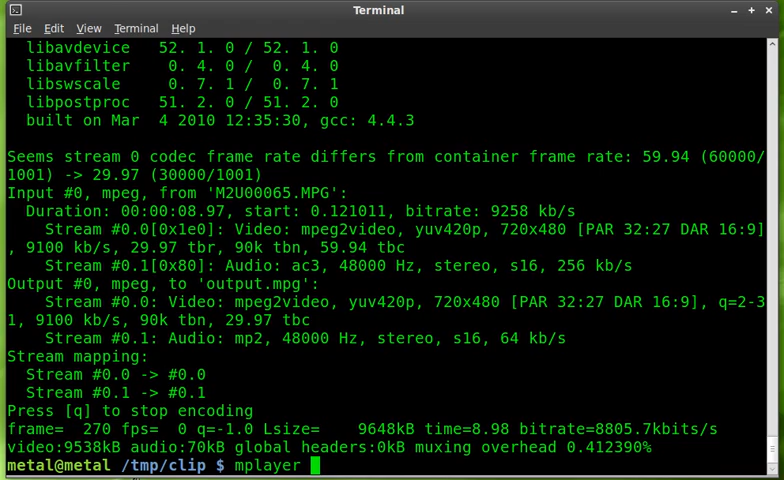 Terminal
File Edit View Terminal Help
libavdevice 52. 1. 0 / 52. 1. 0
libavfilter 0. 4. 0 / 0. 4. 0
libswscale 0. 7. 1 / 0. 7. 1
libpostproc 51. 2. 0 / 51. 2. 0
built on Mar 4 2010 12:35:30, gcc: 4.4.3
Seems stream 0 codec frame rate differs from container frame rate: 59.94 (60000/
1001) -> 29.97 (30000/1001)
Input #0, mpeg, from 'M2U00065.MPG':
Duration: 00:00:08.97, start: 0.121011, bitrate: 9258 kb/s
Stream #0.0[0x1e0]: Video: mpeg2video, yuv420p, 720x480 [PAR 32:27 DAR 16:9]
, 9100 kb/s, 29.97 tbr, 90k tbn, 59.94 tbc
Stream #0.1[0x80]: Audio: ac3, 48000 Hz, stereo, s16, 256 kb/s
Output #0, mpeg, to 'output.mpg':
Stream #0.0: Video: mpeg2video, yuv420p, 720x480 [PAR 32:27 DAR 16:9], q=2-3
1, 9100 kb/s, 90k tbn, 29.97 tbc
Stream #0.1: Audio: mp2, 48000 Hz, stereo, s16, 64 kb/s
Stream mapping:
Stream #0.0 -> #0.0
Stream #0.1 -> #0.1
Press [q] to stop encoding
frame= 270 fps= 0 q=-1.0 Lsize= 9648kB time=8.98 bitrate=8805.7kbits/s
video:9538kB audio:70kB global headers:0kB muxing overhead 0.412390%
metal@metal /tmp/clip $ mplayer